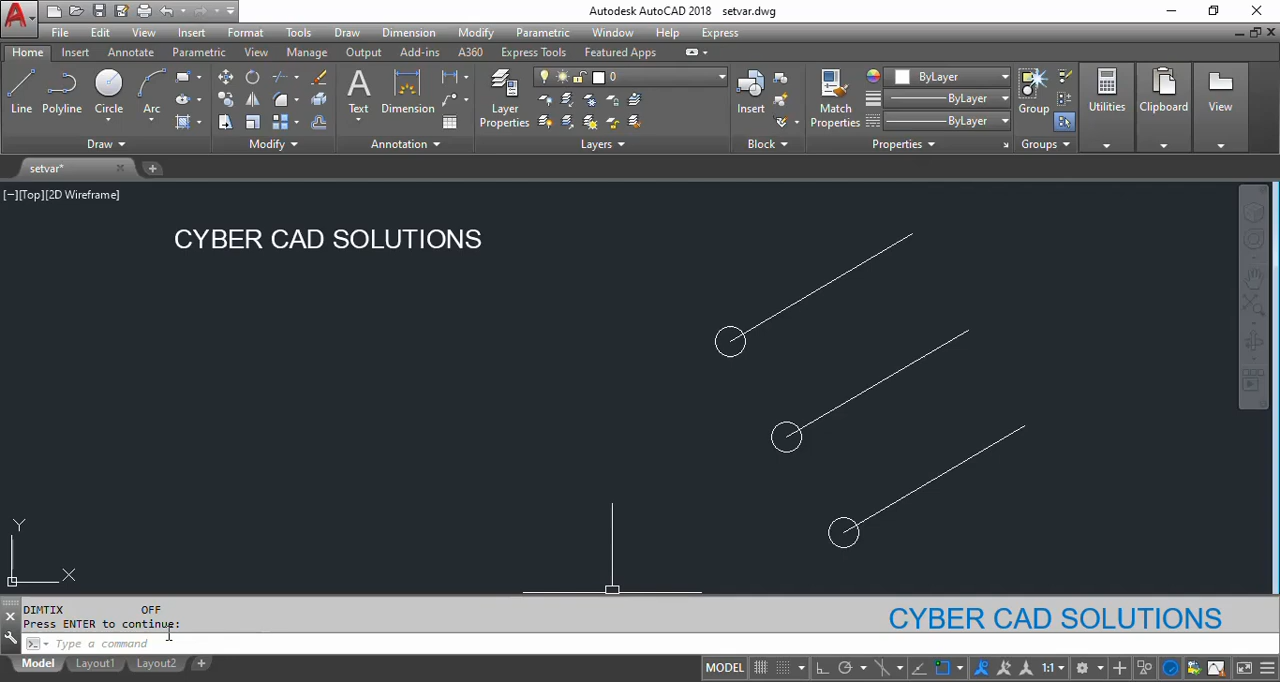 Autodesk AutoCAD 2018 setvar.dwg
File Edit View Insert Format Tools Draw Dimension Modify Parametric Window Help Express
Home Insert Annotate Parametric View Manage Output Add-ins A360 Express Tools Featured Apps
0 ByLayer
ByLayer
ByLayer
Line Polyline Circle Arc Text Dimension Layer Properties Insert Match Properties Group Utilities Clipboard View
Draw Modify Annotation Layers Block Properties Groups
setvar*
[−][Top][2D Wireframe]
CYBER CAD SOLUTIONS
Y
X
DIMTIX OFF
Press ENTER to continue:
Type a command
CYBER CAD SOLUTIONS
Model Layout1 Layout2
MODEL 1:1